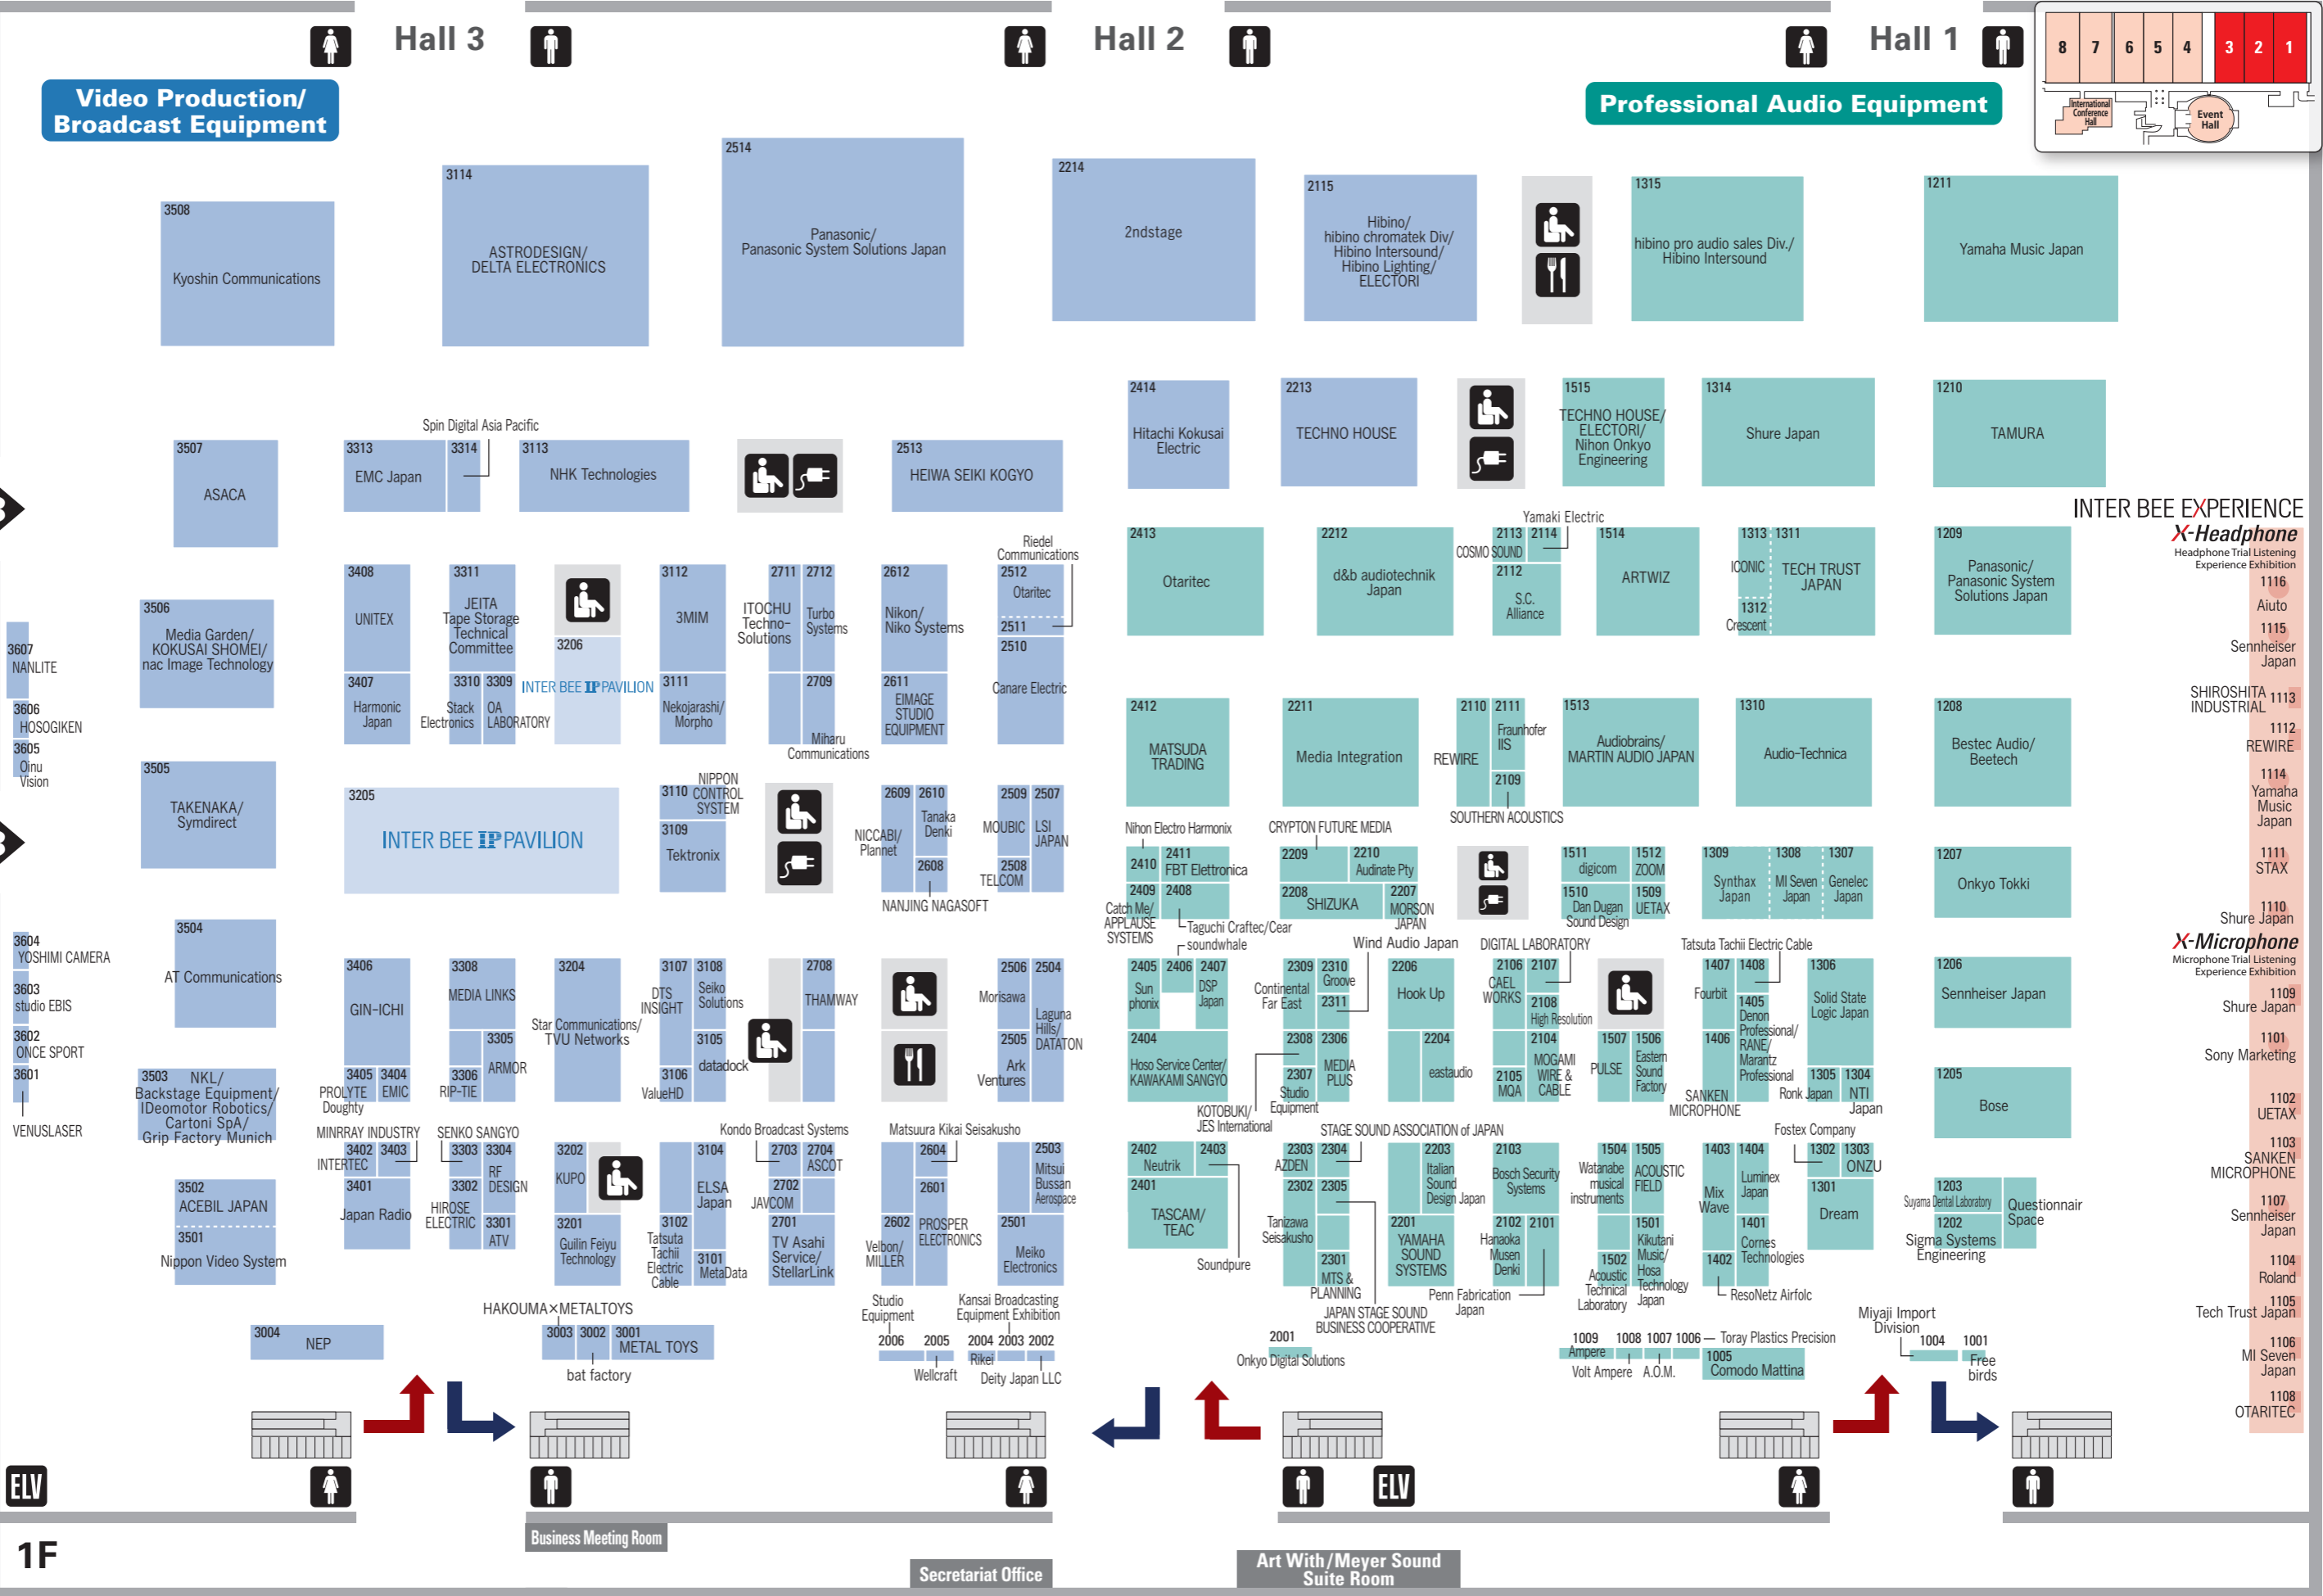 Hall 3
Hall 2
Hall 1
8
7
6
5
4
3
2
1
International
Conference
Hall
Event
Hall
Video Production/
Broadcast Equipment
Professional Audio Equipment
3508
Kyoshin Communications
3114
ASTRODESIGN/
DELTA ELECTRONICS
2514
Panasonic/
Panasonic System Solutions Japan
2214
2ndstage
2115
Hibino/
hibino chromatek Div/
Hibino Intersound/
Hibino Lighting/
ELECTORI
1315
hibino pro audio sales Div./
Hibino Intersound
1211
Yamaha Music Japan
3507
ASACA
Spin Digital Asia Pacific
3313
EMC Japan
3314
3113
NHK Technologies
2513
HEIWA SEIKI KOGYO
2414
Hitachi Kokusai
Electric
2213
TECHNO HOUSE
1515
TECHNO HOUSE/
ELECTORI/
Nihon Onkyo
Engineering
1314
Shure Japan
1210
TAMURA
3607
NANLITE
3606
HOSOGIKEN
3605
Oinu
Vision
3506
Media Garden/
KOKUSAI SHOMEI/
nac Image Technology
3408
UNITEX
3407
Harmonic
Japan
3311
JEITA
Tape Storage
Technical
Committee
3310
Stack
Electronics
3309
OA
LABORATORY
3206
INTER BEE IP PAVILION
3112
3MIM
3111
Nekojarashi/
Morpho
2711
ITOCHU
Techno-
Solutions
2712
Turbo
Systems
2709
Miharu
Communications
2612
Nikon/
Niko Systems
2611
EIMAGE
STUDIO
EQUIPMENT
Riedel
Communications
2512
Otaritec
2511
2510
Canare Electric
2413
Otaritec
2212
d&b audiotechnik
Japan
Yamaki Electric
2113
COSMO SOUND
2114
2112
S.C.
Alliance
1514
ARTWIZ
1313
ICONIC
1312
Crescent
1311
TECH TRUST
JAPAN
1209
Panasonic/
Panasonic System
Solutions Japan
3505
TAKENAKA/
Symdirect
3205
INTER BEE IP PAVILION
3110
NIPPON
CONTROL
SYSTEM
3109
Tektronix
2609
NICCABI/
Plannet
2610
Tanaka
Denki
2608
NANJING NAGASOFT
2509
MOUBIC
2508
TELCOM
2507
LSI
JAPAN
2412
MATSUDA
TRADING
2211
Media Integration
2110
REWIRE
2111
Fraunhofer
IIS
2109
SOUTHERN ACOUSTICS
1513
Audiobrains/
MARTIN AUDIO JAPAN
1310
Audio-Technica
1208
Bestec Audio/
Beetech
Nihon Electro Harmonix
2410
2411
FBT Elettronica
2409
Catch Me/
APPLAUSE
SYSTEMS
2408
Taguchi Craftec/Cear
CRYPTON FUTURE MEDIA
2209
2210
Audinate Pty
2208
SHIZUKA
2207
MORSON
JAPAN
1511
digicom
1512
ZOOM
1510
Dan Dugan
Sound Design
1509
UETAX
1309
Synthax
Japan
1308
MI Seven
Japan
1307
Genelec
Japan
1207
Onkyo Tokki
3604
YOSHIMI CAMERA
3603
studio EBIS
3602
ONCE SPORT
3601
VENUSLASER
3504
AT Communications
3503
NKL/
Backstage Equipment/
IDeomotor Robotics/
Cartoni SpA/
Grip Factory Munich
3406
GIN-ICHI
3405
PROLYTE
Doughty
3404
EMIC
3308
MEDIA LINKS
3306
RIP-TIE
3305
ARMOR
3204
Star Communications/
TVU Networks
3107
DTS
INSIGHT
3108
Seiko
Solutions
3106
ValueHD
3105
datadock
2708
THAMWAY
2506
Morisawa
2505
Ark
Ventures
2504
Laguna
Hills/
DATATON
2405
Sun
phonix
soundwhale
2406
2407
DSP
Japan
2404
Hoso Service Center/
KAWAKAMI SANGYO
2309
Continental
Far East
2310
Groove
2311
Wind Audio Japan
2308
KOTOBUKI/
JES International
2307
Studio
Equipment
2306
MEDIA
PLUS
2206
Hook Up
2204
eastaudio
2106
CAEL
WORKS
2107
DIGITAL LABORATORY
2108
High Resolution
2105
MQA
2104
MOGAMI
WIRE &
CABLE
1507
PULSE
1506
Eastern
Sound
Factory
Tatsuta Tachii Electric Cable
1407
Fourbit
1408
1406
SANKEN
MICROPHONE
1405
Denon
Professional/
RANE/
Marantz
Professional
1306
Solid State
Logic Japan
1305
Ronk Japan
1304
NTI
Japan
1206
Sennheiser Japan
1205
Bose
3502
ACEBIL JAPAN
3501
Nippon Video System
MINRRAY INDUSTRY
3402
INTERTEC
3403
3401
Japan Radio
SENKO SANGYO
3303
3304
RF
DESIGN
3302
HIROSE
ELECTRIC
3301
ATV
3202
KUPO
3201
Guilin Feiyu
Technology
3104
ELSA
Japan
3102
Tatsuta
Tachii
Electric
Cable
3101
MetaData
Kondo Broadcast Systems
2703
2704
ASCOT
2702
JAVCOM
2701
TV Asahi
Service/
StellarLink
Matsuura Kikai Seisakusho
2604
2602
Velbon/
MILLER
2601
PROSPER
ELECTRONICS
2503
Mitsui
Bussan
Aerospace
2501
Meiko
Electronics
2402
Neutrik
2403
Soundpure
2401
TASCAM/
TEAC
STAGE SOUND ASSOCIATION of JAPAN
2303
AZDEN
2304
2302
Tanizawa
Seisakusho
2305
JAPAN STAGE SOUND
BUSINESS COOPERATIVE
2301
MTS &
PLANNING
2203
Italian
Sound
Design Japan
2201
YAMAHA
SOUND
SYSTEMS
2103
Bosch Security
Systems
2102
Hanaoka
Musen
Denki
2101
Penn Fabrication
Japan
1504
Watanabe
musical
instruments
1505
ACOUSTIC
FIELD
1502
Acoustic
Technical
Laboratory
1501
Kikutani
Music/
Hosa
Technology
Japan
1403
Mix
Wave
1404
Luminex
Japan
1402
ResoNetz Airfolc
1401
Cornes
Technologies
Fostex Company
1302
1303
ONZU
1301
Dream
1203
Suyama Dental Laboratory
1202
Sigma Systems
Engineering
Questionnair
Space
3004
NEP
HAKOUMA×METALTOYS
3003
3002
bat factory
3001
METAL TOYS
Studio
Equipment
2006
2005
Wellcraft
Kansai Broadcasting
Equipment Exhibition
2004
Rikei
2003
2002
Deity Japan LLC
2001
Onkyo Digital Solutions
1009
Ampere
1008
Volt Ampere
1007
A.O.M.
1006
Toray Plastics Precision
1005
Comodo Mattina
Miyaji Import
Division
1004
1001
Free
birds
INTER BEE EXPERIENCE
X-Headphone
Headphone Trial Listening
Experience Exhibition
1116
Aiuto
1115
Sennheiser
Japan
SHIROSHITA
INDUSTRIAL
1113
1112
REWIRE
1114
Yamaha
Music
Japan
1111
STAX
1110
Shure Japan
X-Microphone
Microphone Trial Listening
Experience Exhibition
1109
Shure Japan
1101
Sony Marketing
1102
UETAX
1103
SANKEN
MICROPHONE
1107
Sennheiser
Japan
1104
Roland
1105
Tech Trust Japan
1106
MI Seven
Japan
1108
OTARITEC
ELV
ELV
Business Meeting Room
Secretariat Office
Art With/Meyer Sound
Suite Room
1F